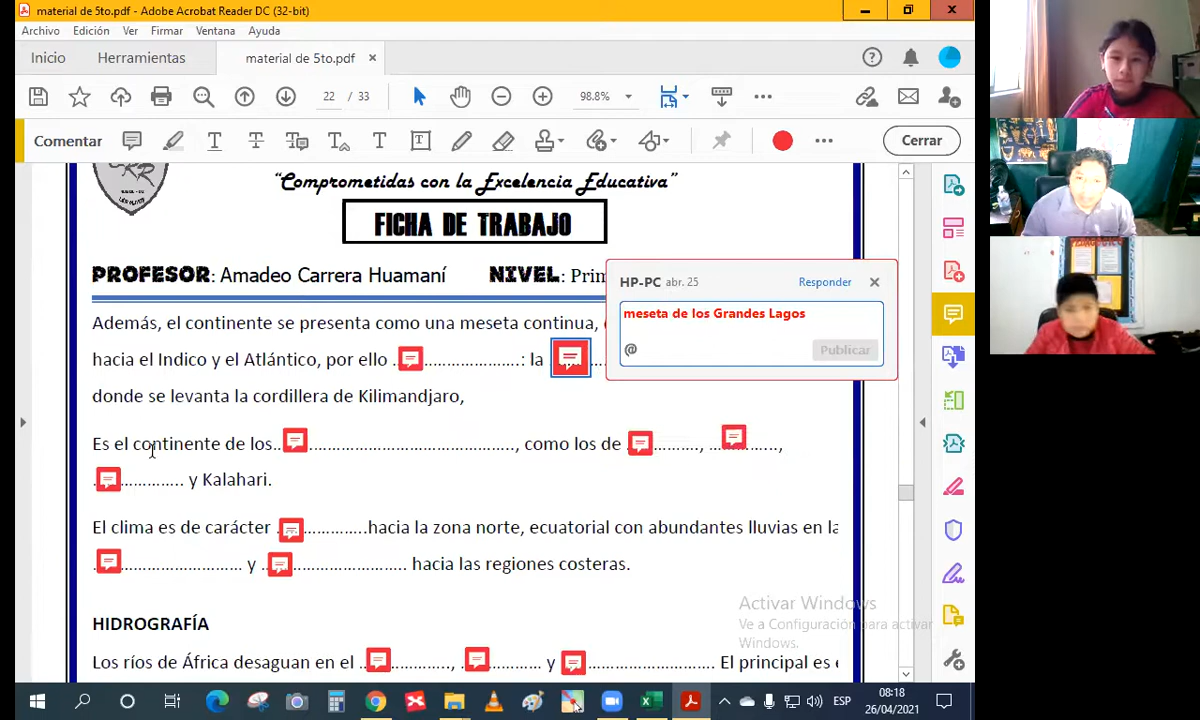 material de 5to.pdf - Adobe Acrobat Reader DC (32-bit)
Archivo Edición Ver Firmar Ventana Ayuda
Inicio Herramientas material de 5to.pdf
22 / 33 98.8%
Comentar Cerrar
"Comprometidas con la Excelencia Educativa"
FICHA DE TRABAJO
PROFESOR: Amadeo Carrera Huamaní NIVEL: Prim
HP-PC abr. 25 Responder
meseta de los Grandes Lagos
@ Publicar
Además, el continente se presenta como una meseta continua,
hacia el Indico y el Atlántico, por ello ........................: la
donde se levanta la cordillera de Kilimandjaro,
Es el continente de los.................................................., como los de .............., ................,
.................. y Kalahari.
El clima es de carácter ..................hacia la zona norte, ecuatorial con abundantes lluvias en la
.............................. y .............................. hacia las regiones costeras.
HIDROGRAFÍA
Los ríos de África desaguan en el .................., .................. y .............................. El principal es e
Activar Windows
Ve a Configuración para activar
Windows.
ESP
08:18
26/04/2021